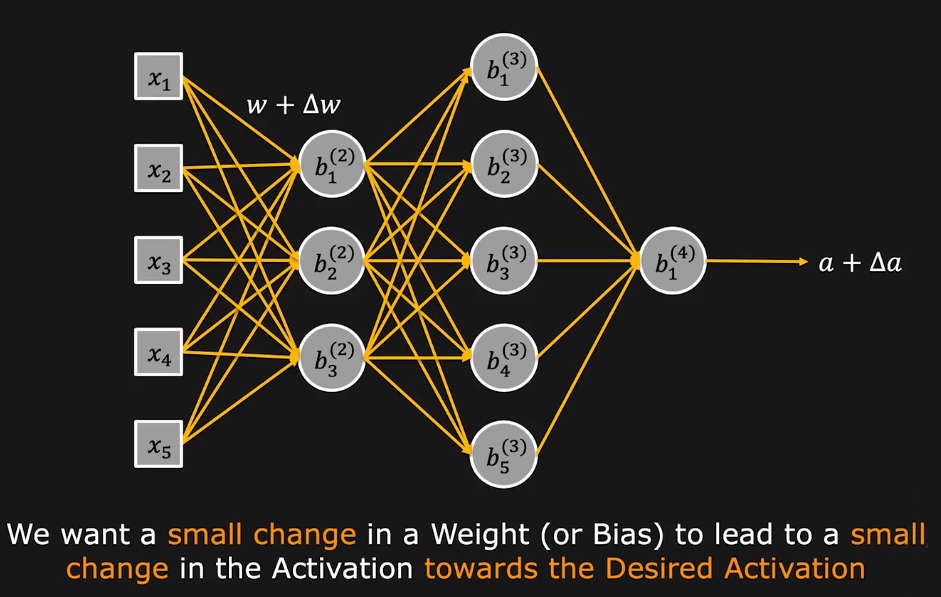 x₁
x₂
x₃
x₄
x₅
w + Δw
b₁⁽²⁾
b₂⁽²⁾
b₃⁽²⁾
b₁⁽³⁾
b₂⁽³⁾
b₃⁽³⁾
b₄⁽³⁾
b₅⁽³⁾
b₁⁽⁴⁾
a + Δa
We want a small change in a Weight (or Bias) to lead to a small
change in the Activation towards the Desired Activation